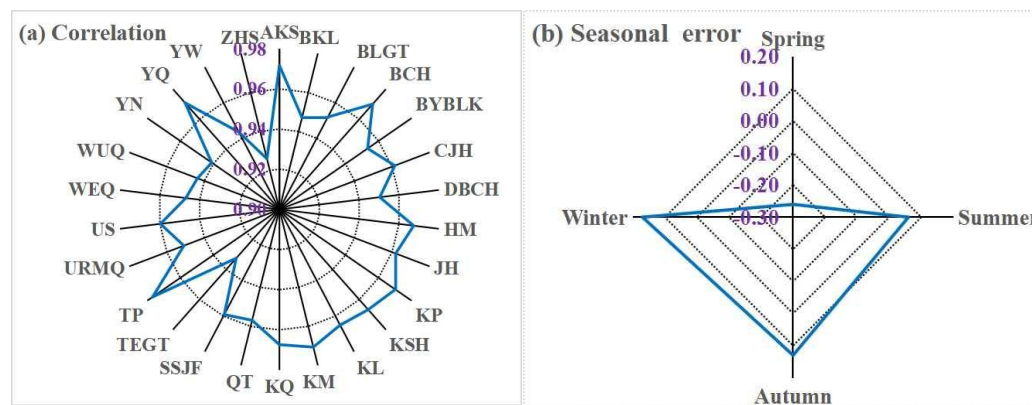 (a) Correlation
AKS
BKL
BLGT
BCH
BYBLK
CJH
DBCH
HM
JH
KP
KSH
KL
KM
KQ
QT
SSJF
TEGT
TP
URMQ
US
WEQ
WUQ
YN
YQ
YW
ZHS
0.98
0.96
0.94
0.92
0.90
(b) Seasonal error
Spring
0.20
0.10
0.00
-0.10
-0.20
-0.30
Winter
Summer
Autumn